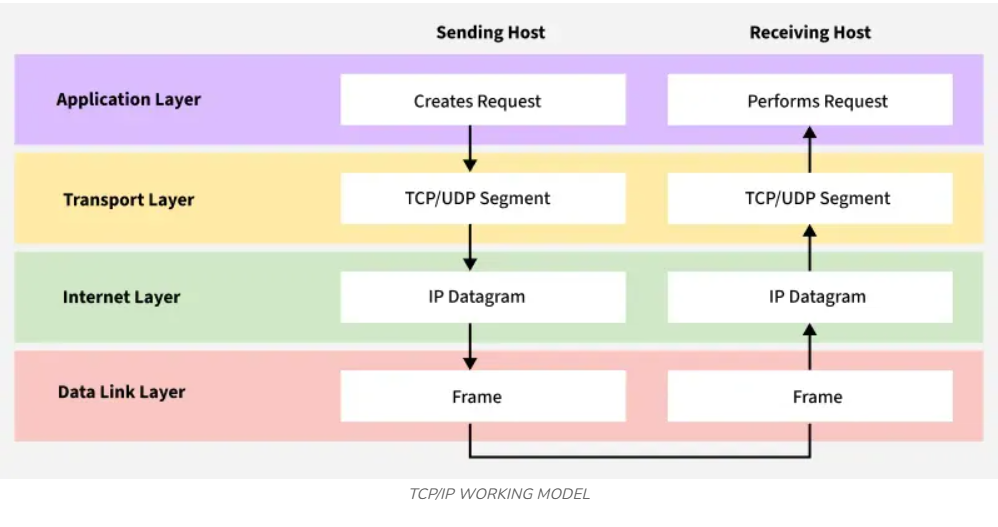 Sending Host
Receiving Host
Application Layer
Creates Request
Performs Request
Transport Layer
TCP/UDP Segment
TCP/UDP Segment
Internet Layer
IP Datagram
IP Datagram
Data Link Layer
Frame
Frame
TCP/IP WORKING MODEL